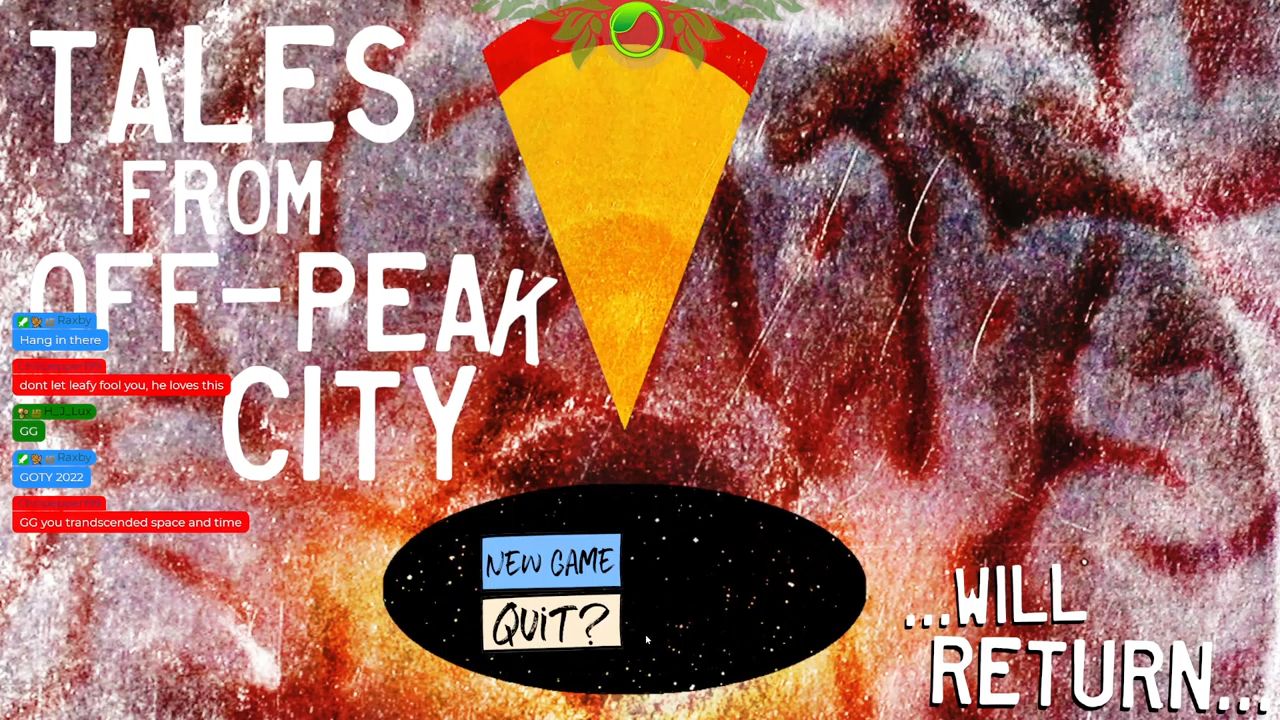 TALES
FROM
OFF-PEAK
CITY
Raxby
Hang in there
dont let leafy fool you, he loves this
H_J_Lux
GG
Raxby
GOTY 2022
GG you trandscended space and time
NEW GAME
QUIT?
...WILL
RETURN...